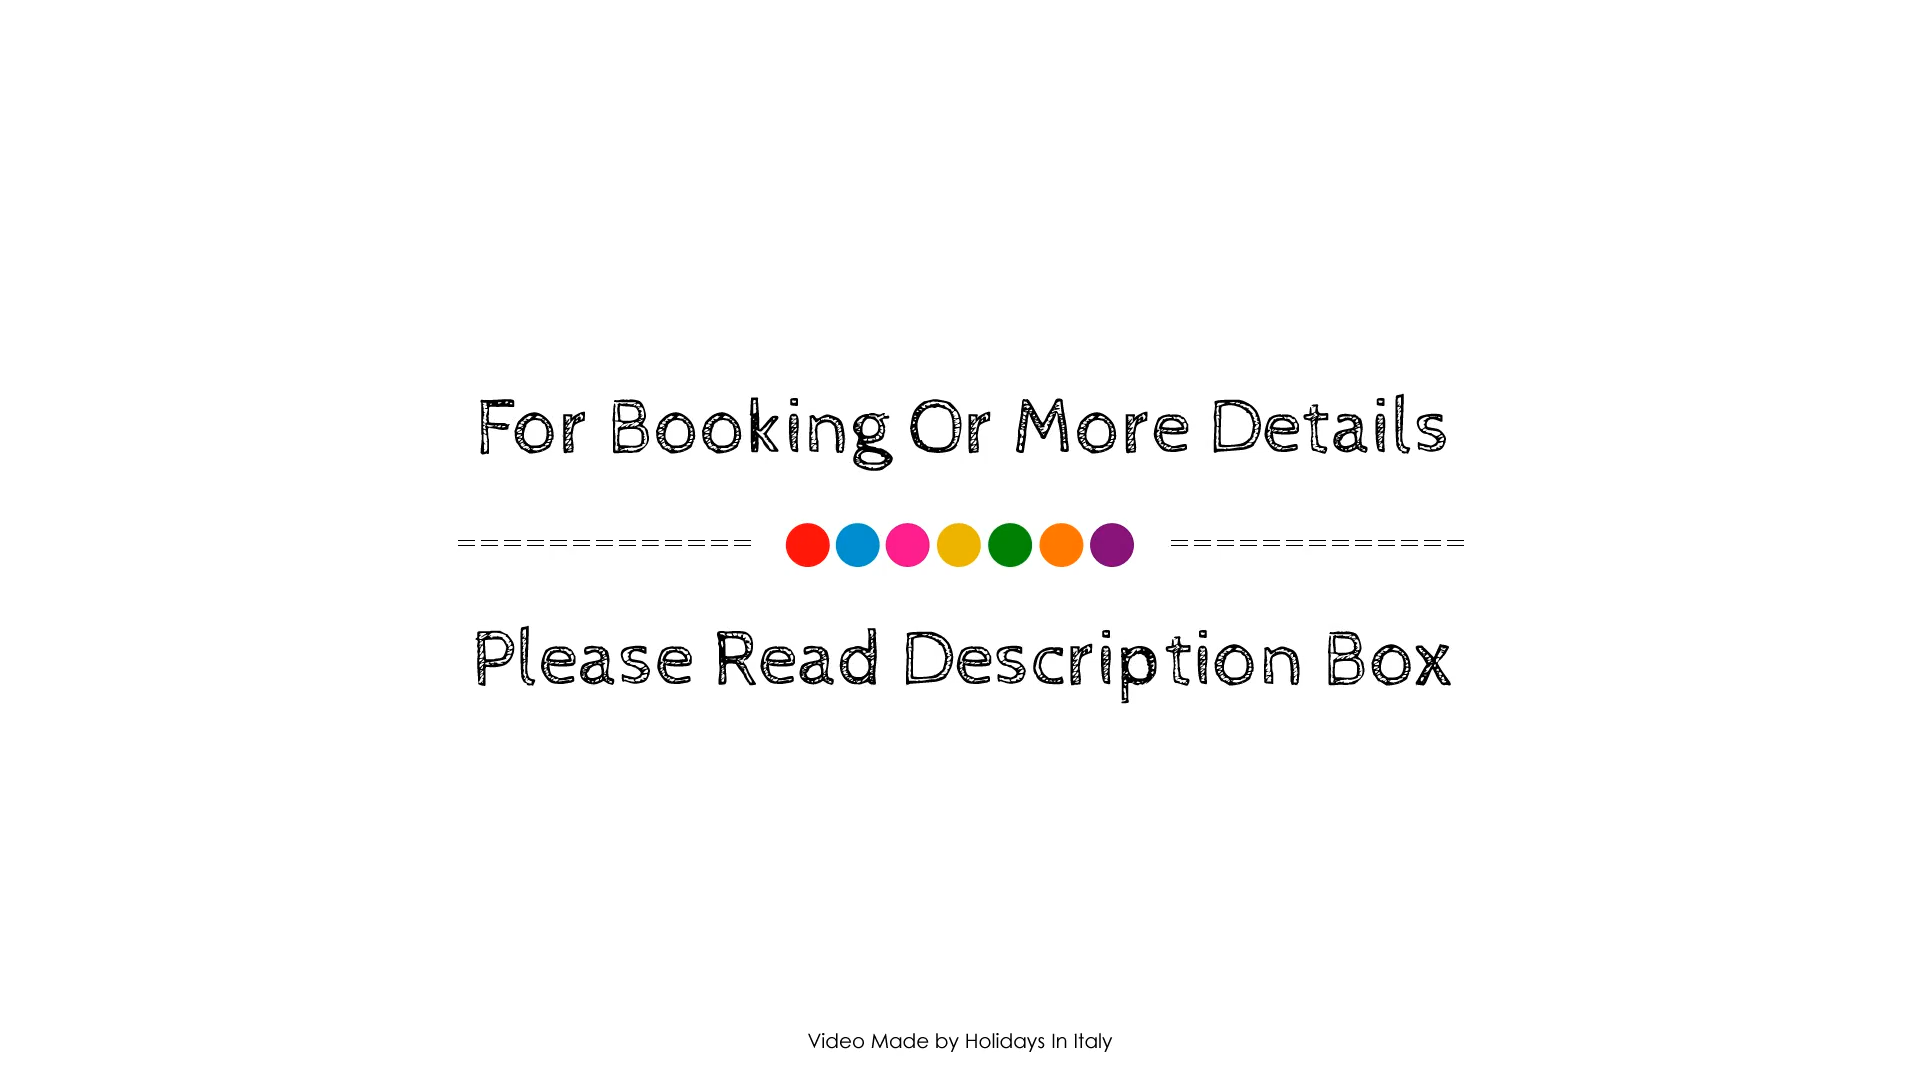 For Booking Or More Details
============= =============
Please Read Description Box
Video Made by Holidays In Italy